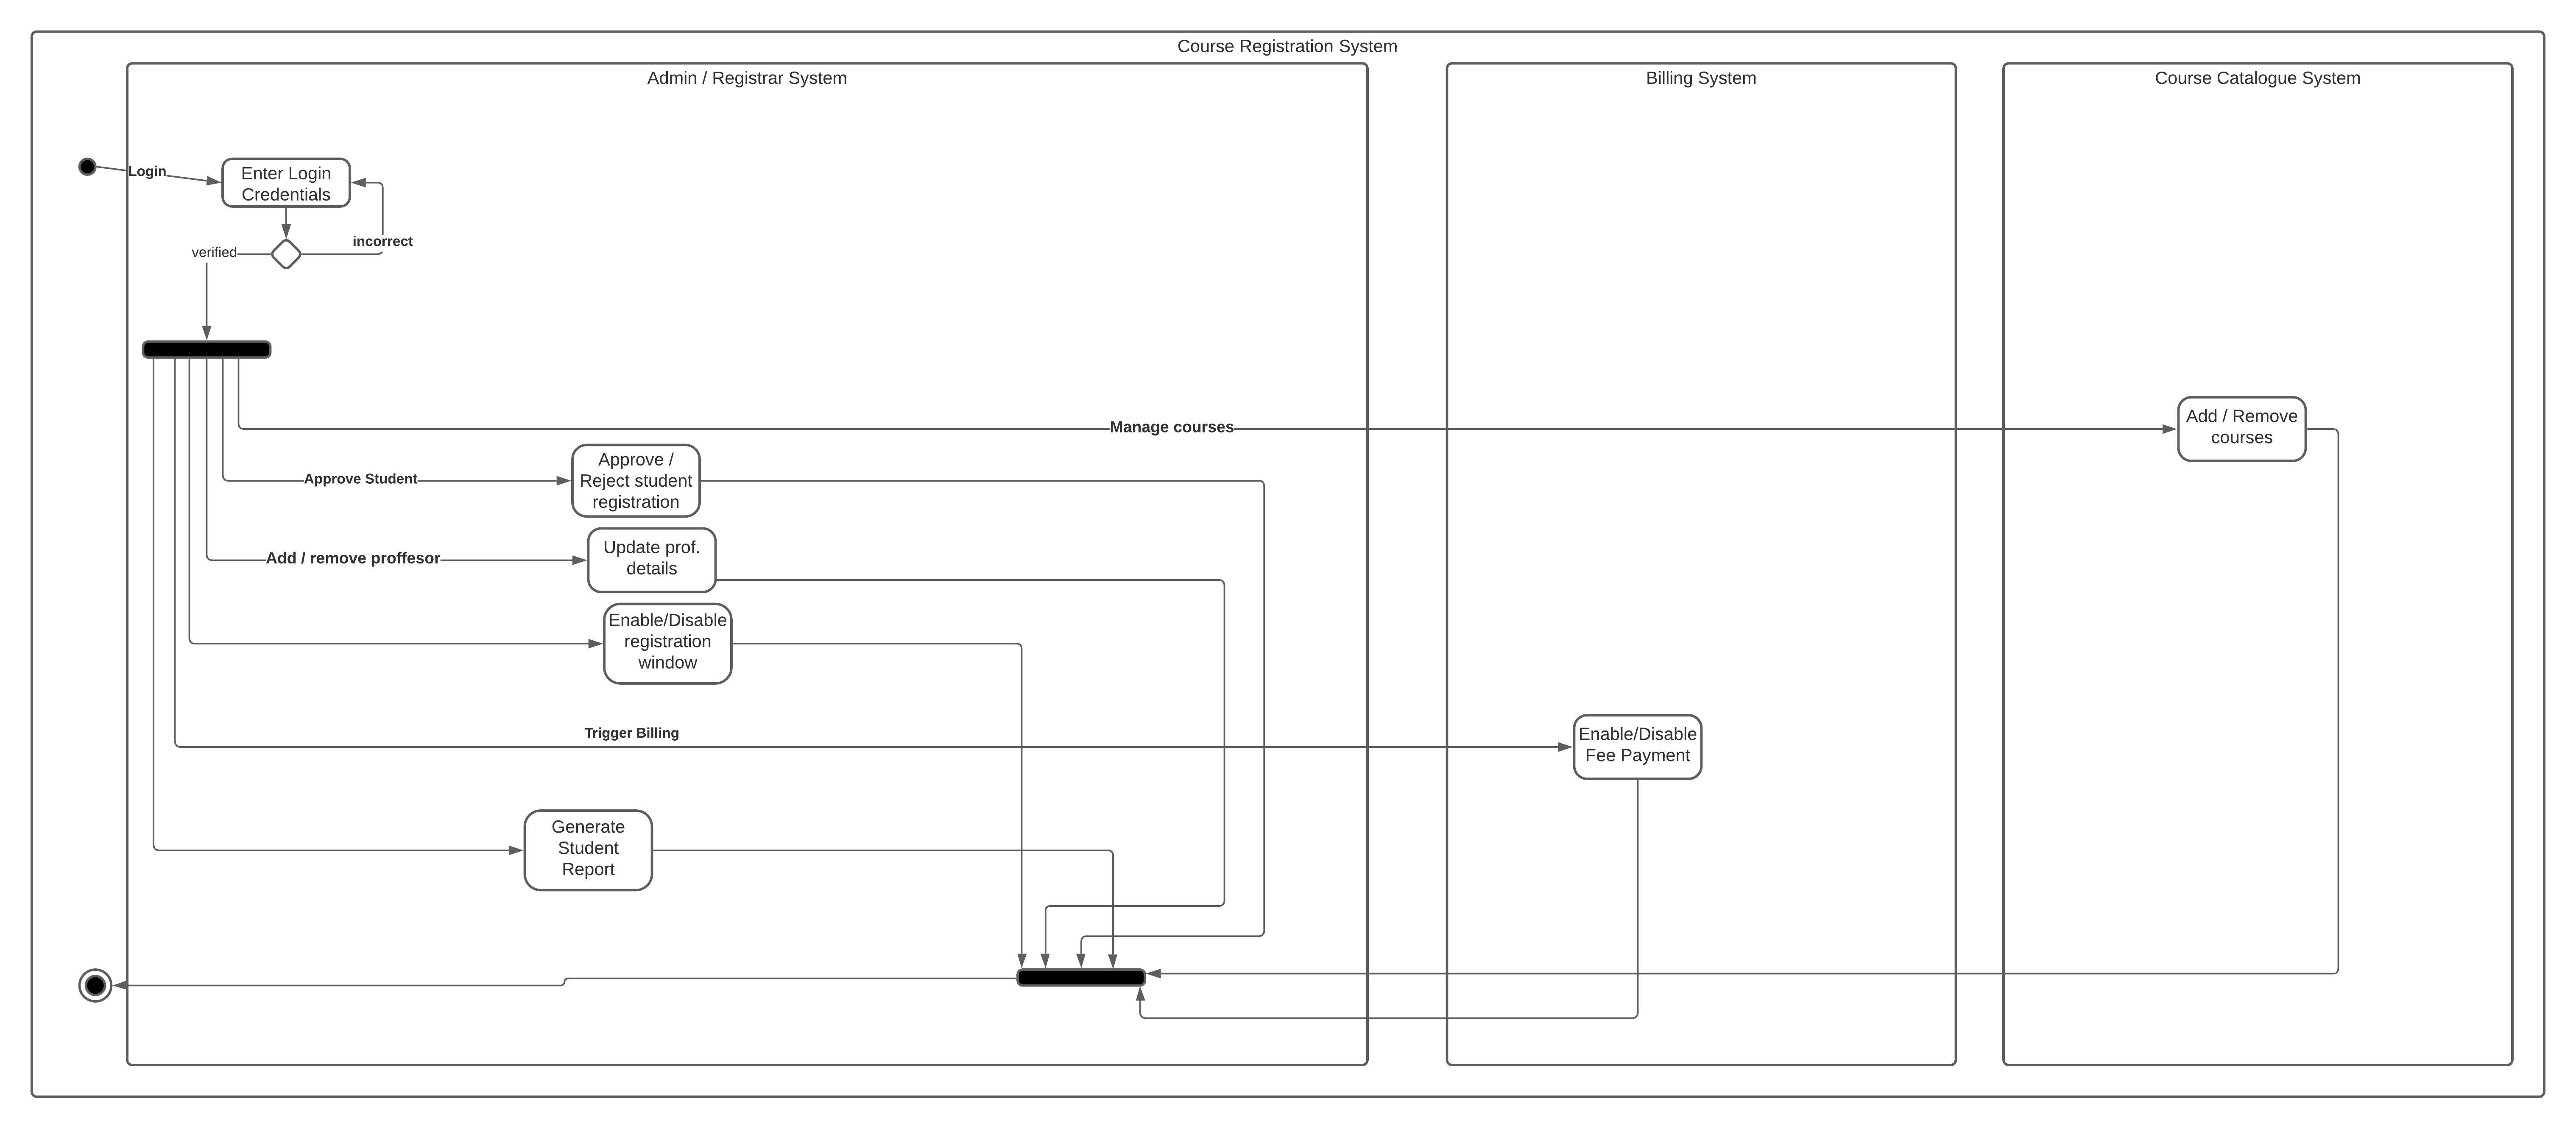 Course Registration System
Admin / Registrar System
Billing System
Course Catalogue System
Login
Enter Login
Credentials
incorrect
verified
Manage courses
Add / Remove
courses
Approve Student
Approve /
Reject student
registration
Add / remove proffesor
Update prof.
details
Enable/Disable
registration
window
Trigger Billing
Enable/Disable
Fee Payment
Generate
Student
Report